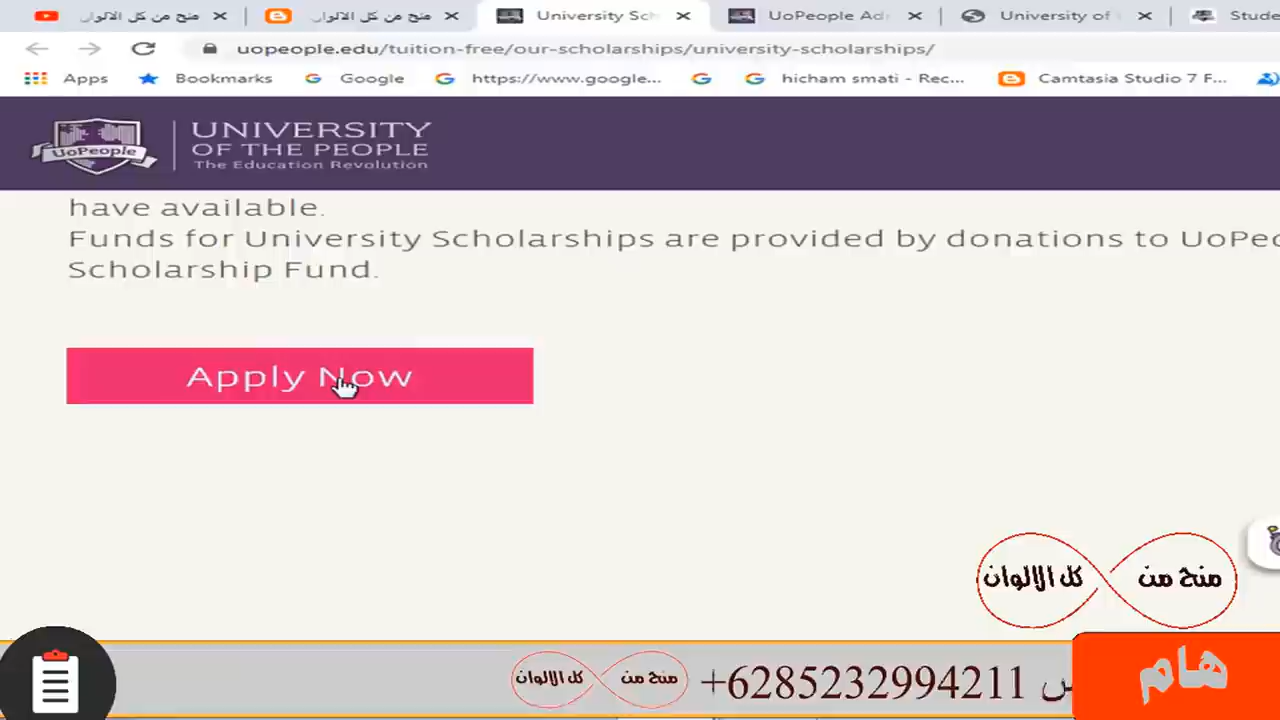 منح من كل الالوان
منح من كل الالوان
University Sch
UoPeople Ad
University of
Stude
uopeople.edu/tuition-free/our-scholarships/university-scholarships/
Apps
Bookmarks
Google
https://www.google...
hicham smati - Rec...
Camtasia Studio 7 F...
UoPeople
UNIVERSITY
OF THE PEOPLE
The Education Revolution
have available.
Funds for University Scholarships are provided by donations to UoPeo
Scholarship Fund.
Apply Now
منح من كل الالوان
منح من كل الالوان
+6285232994211
هام